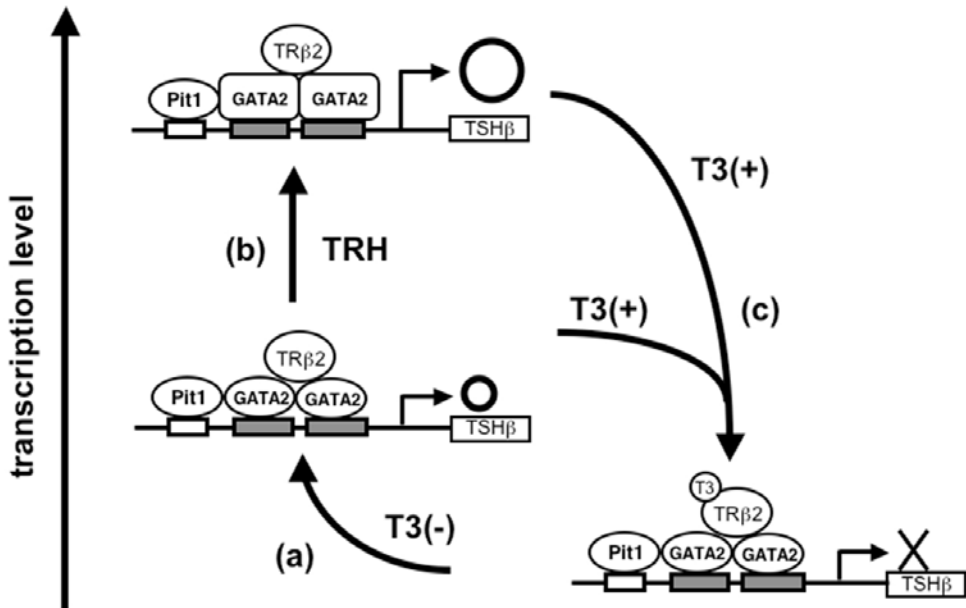 transcription level
TRβ2
Pit1 GATA2 GATA2
TSHβ
T3(+)
(b) TRH
T3(+)
(c)
TRβ2
Pit1 GATA2 GATA2
TSHβ
T3(-)
(a)
T3
TRβ2
Pit1 GATA2 GATA2
TSHβ